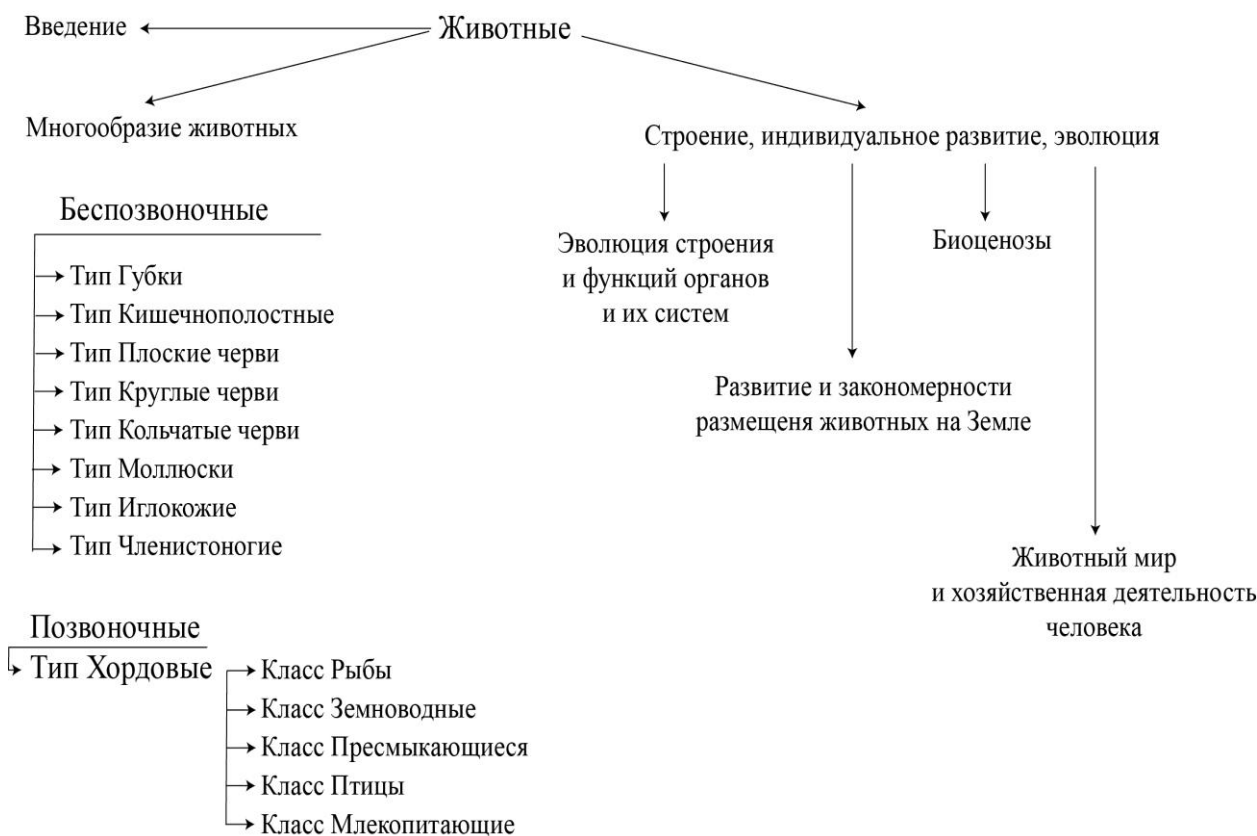 Животные
Введение
Многообразие животных
Беспозвоночные
Тип Губки
Тип Кишечнополостные
Тип Плоские черви
Тип Круглые черви
Тип Кольчатые черви
Тип Моллюски
Тип Иглокожие
Тип Членистоногие
Позвоночные
Тип Хордовые
Класс Рыбы
Класс Земноводные
Класс Пресмыкающиеся
Класс Птицы
Класс Млекопитающие
Строение, индивидуальное развитие, эволюция
Эволюция строения
и функций органов
и их систем
Развитие и закономерности
размещеня животных на Земле
Биоценозы
Животный мир
и хозяйственная деятельность
человека